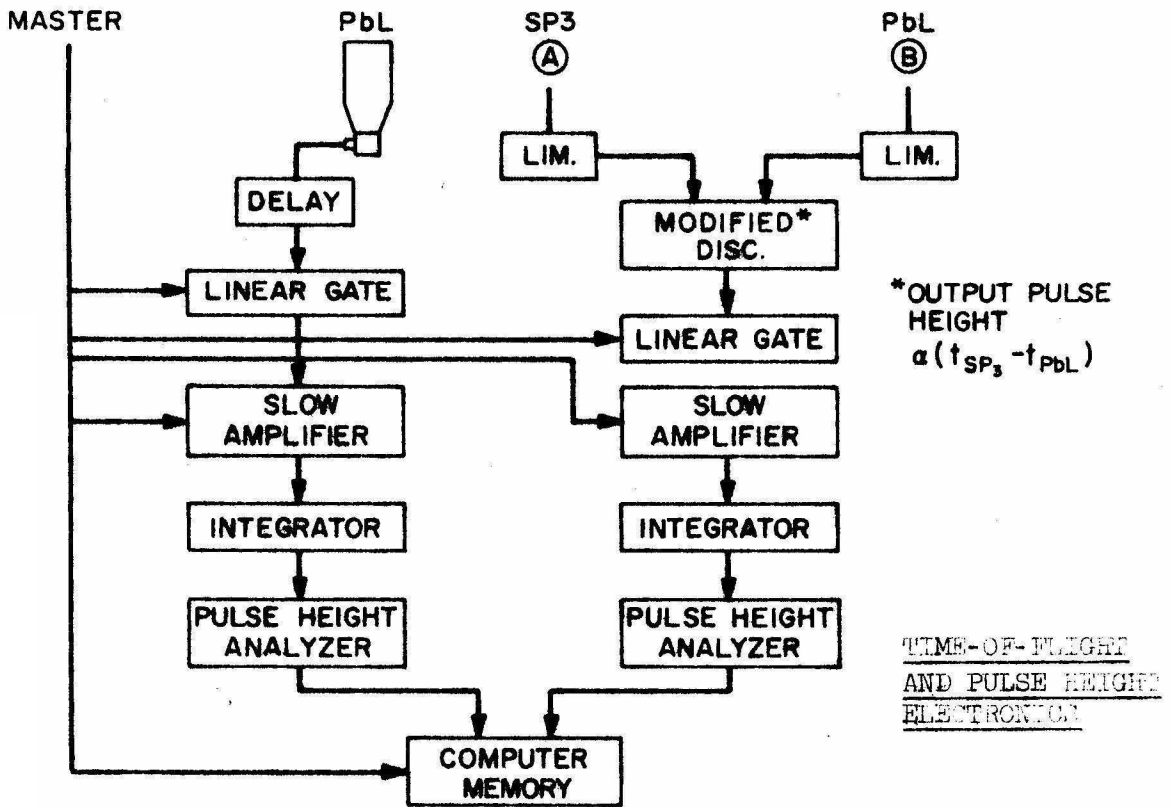 MASTER
PbL
SP3
PbL
A
B
LIM.
LIM.
DELAY
MODIFIED*
DISC.
LINEAR GATE
*OUTPUT PULSE
HEIGHT
α(tSP₃-tPbL)
LINEAR GATE
SLOW
AMPLIFIER
SLOW
AMPLIFIER
INTEGRATOR
INTEGRATOR
PULSE HEIGHT
ANALYZER
PULSE HEIGHT
ANALYZER
TIME-OF-FLIGHT
AND PULSE HEIGHT
ELECTRONICS
COMPUTER
MEMORY